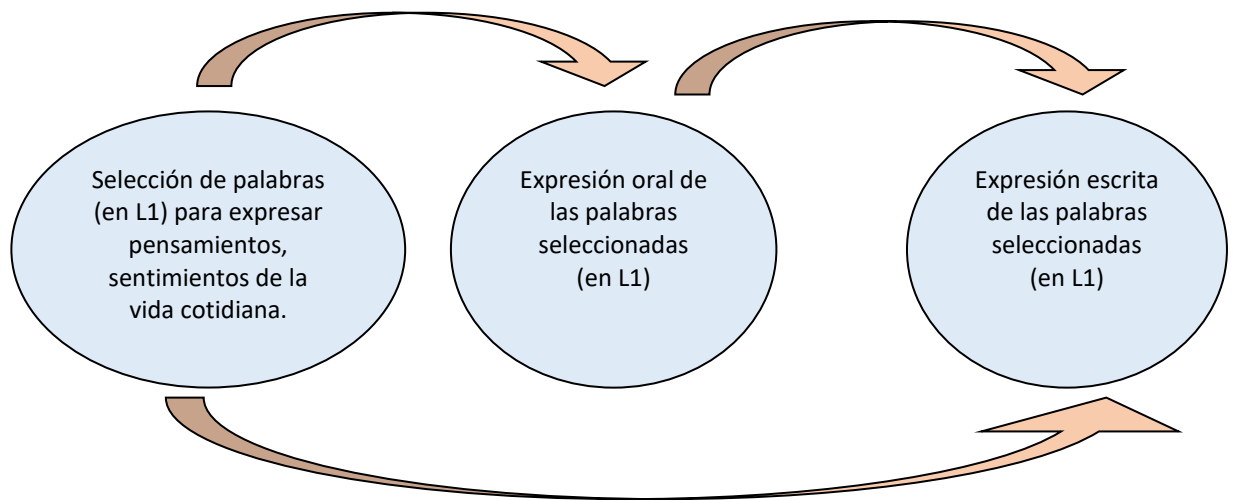 Selección de palabras
(en L1) para expresar
pensamientos,
sentimientos de la
vida cotidiana.
Expresión oral de
las palabras
seleccionadas
(en L1)
Expresión escrita
de las palabras
seleccionadas
(en L1)